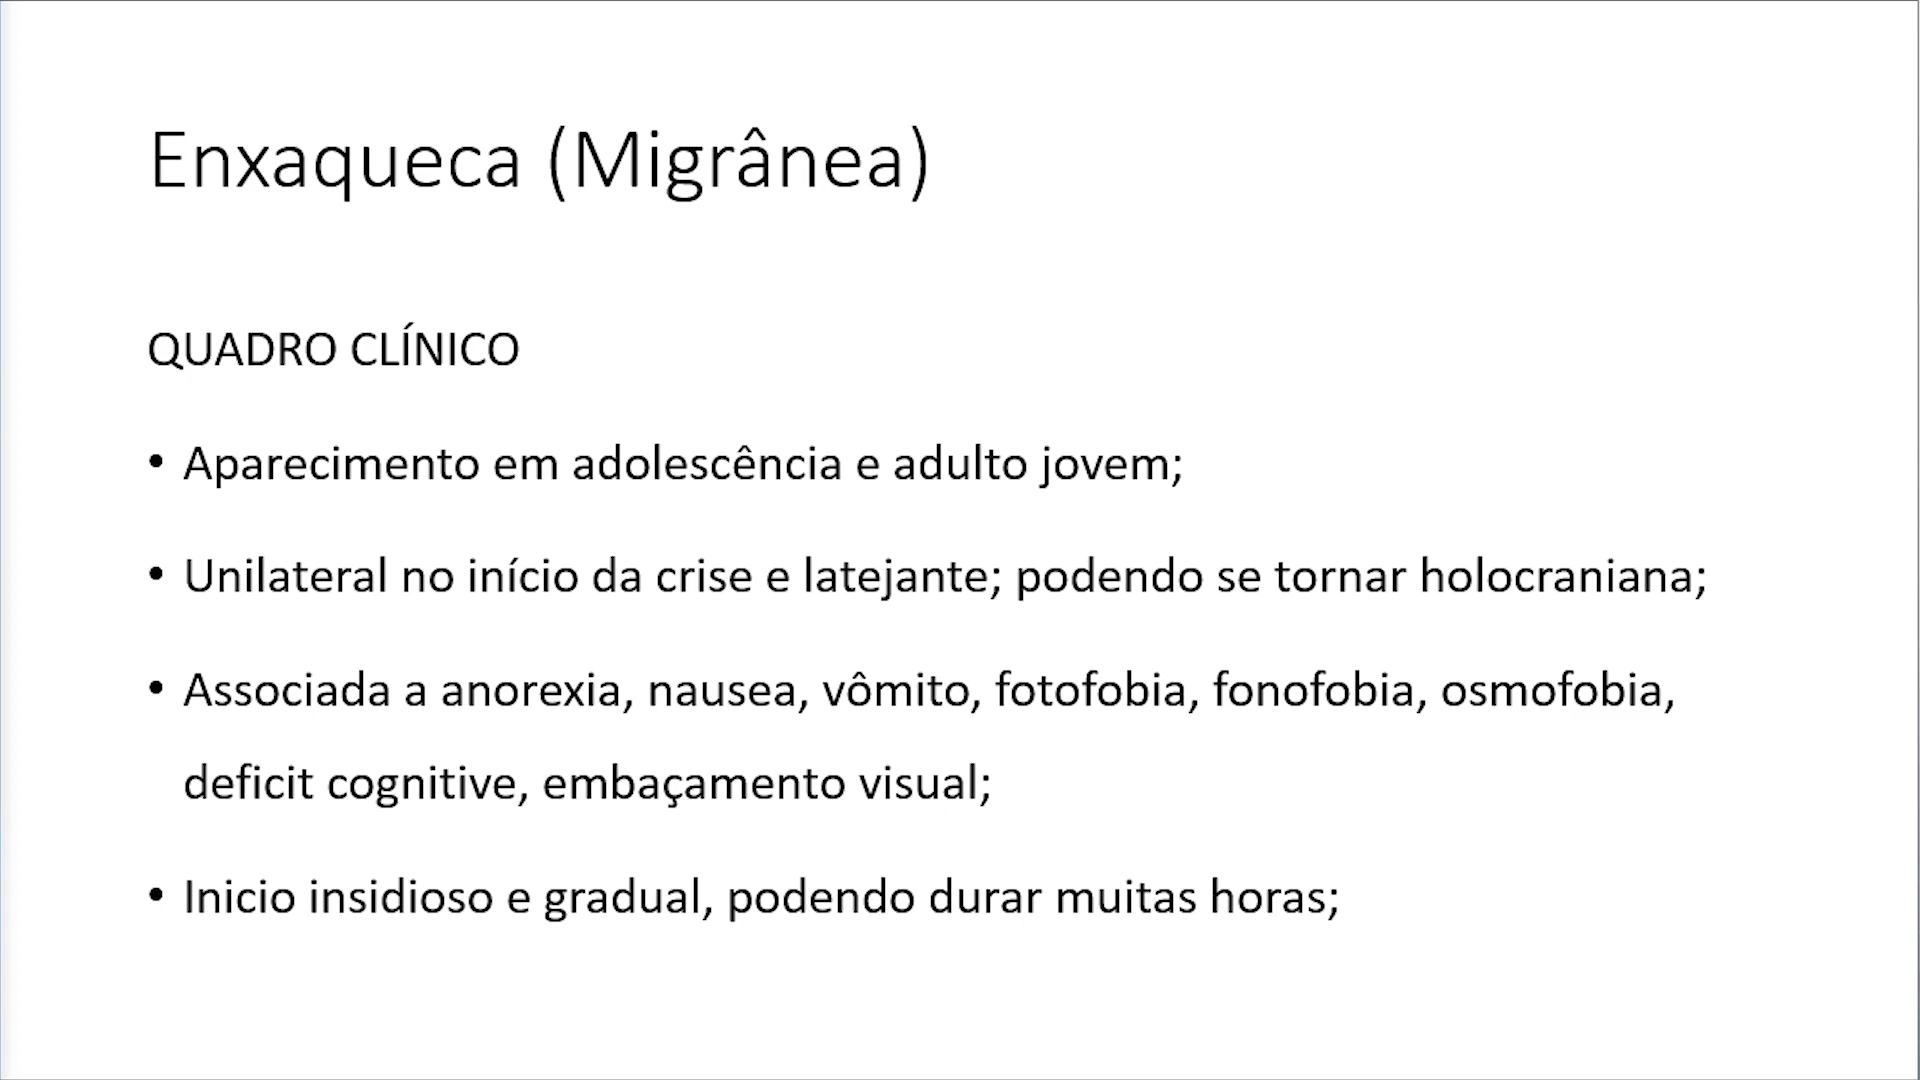 Enxaqueca (Migrânea)
QUADRO CLÍNICO
• Aparecimento em adolescência e adulto jovem;
• Unilateral no início da crise e latejante; podendo se tornar holocraniana;
• Associada a anorexia, nausea, vômito, fotofobia, fonofobia, osmofobia,
deficit cognitive, embaçamento visual;
• Inicio insidioso e gradual, podendo durar muitas horas;